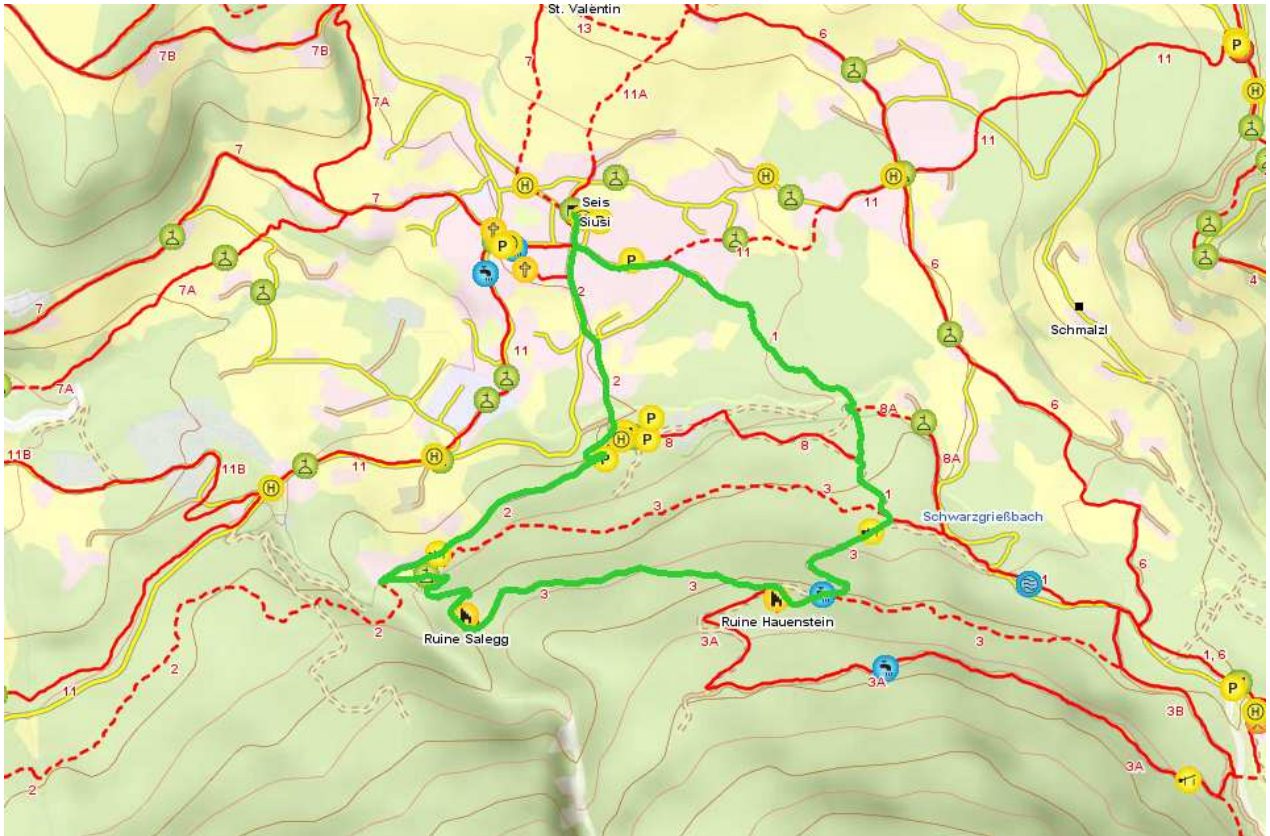 St. Valentin
13
7B
7B
6
P
7
11
H
7A
11A
11
7
H
H
H
7
Seis
Siusi
11
P
P
P
11
6
4
2
7A
7
1
Schmalzl
11
2
7A
P
8A
6
H
P
8
11B
11B
11
H
P
8
8A
H
3
2
3
1
Schwarzgrießbach
3
1
3
3
6
2
Ruine Salegg
Ruine Hauenstein
3A
3
2
1, 6
11
3A
P
3B
H
3A
2